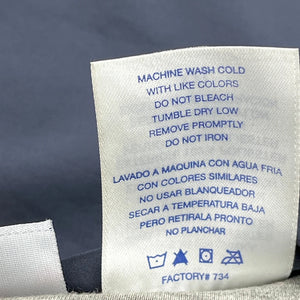 MACHINE WASH COLD
WITH LIKE COLORS
DO NOT BLEACH
TUMBLE DRY LOW
REMOVE PROMPTLY
DO NOT IRON
LAVADO A MAQUINA CON AGUA FRIA
CON COLORES SIMILARES
NO USAR BLANQUEADOR
SECAR A TEMPERATURA BAJA
PERO RETIRALA PRONTO
NO PLANCHAR
FACTORY# 734